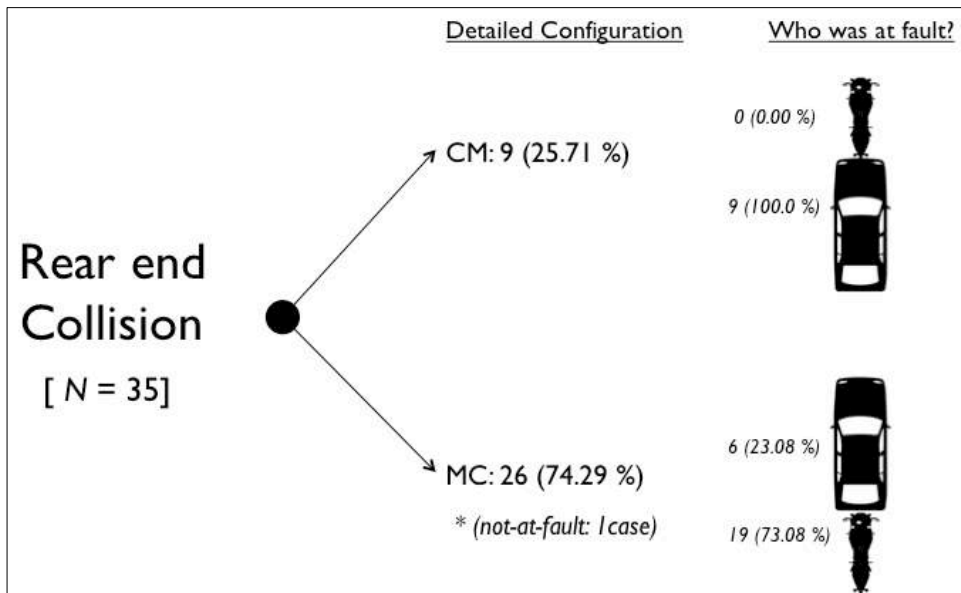 Detailed Configuration
Who was at fault?
0 (0.00 %)
CM: 9 (25.71 %)
9 (100.0 %)
Rear end
Collision
[ N = 35]
6 (23.08 %)
MC: 26 (74.29 %)
* (not-at-fault: 1case)
19 (73.08 %)